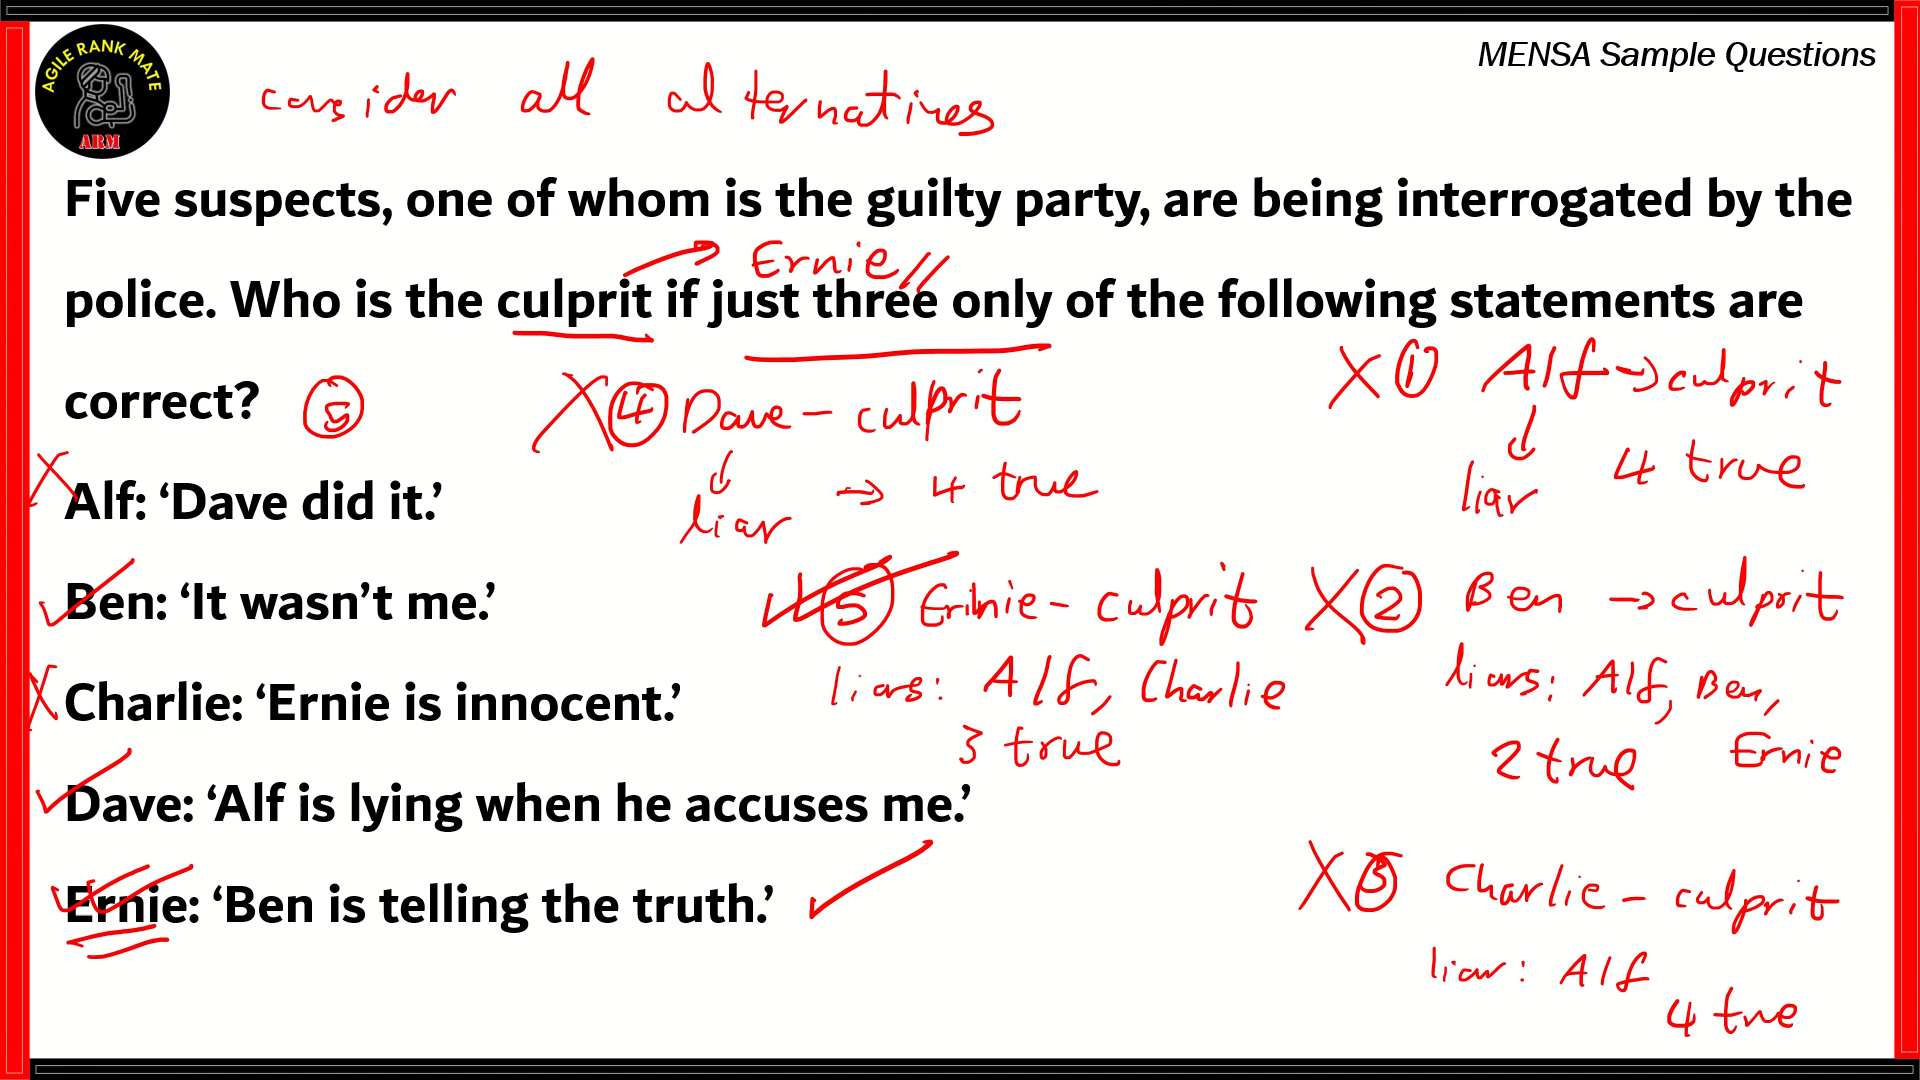 AGILE RANK MATE
ARM
MENSA Sample Questions
consider all alternatives
Five suspects, one of whom is the guilty party, are being interrogated by the
Ernie
police. Who is the culprit if just three only of the following statements are
correct?
5
X 4 Dave - culprit
liar → 4 true
X 1 Alf → culprit
liar 4 true
Alf: ‘Dave did it.’
Ben: ‘It wasn’t me.’
Charlie: ‘Ernie is innocent.’
Dave: ‘Alf is lying when he accuses me.’
Ernie: ‘Ben is telling the truth.’
5 Ernie - culprit
liars: Alf, Charlie
3 true
X 2 Ben → culprit
liars: Alf, Ben,
Ernie
2 true
X 3 Charlie - culprit
liar: Alf
4 true